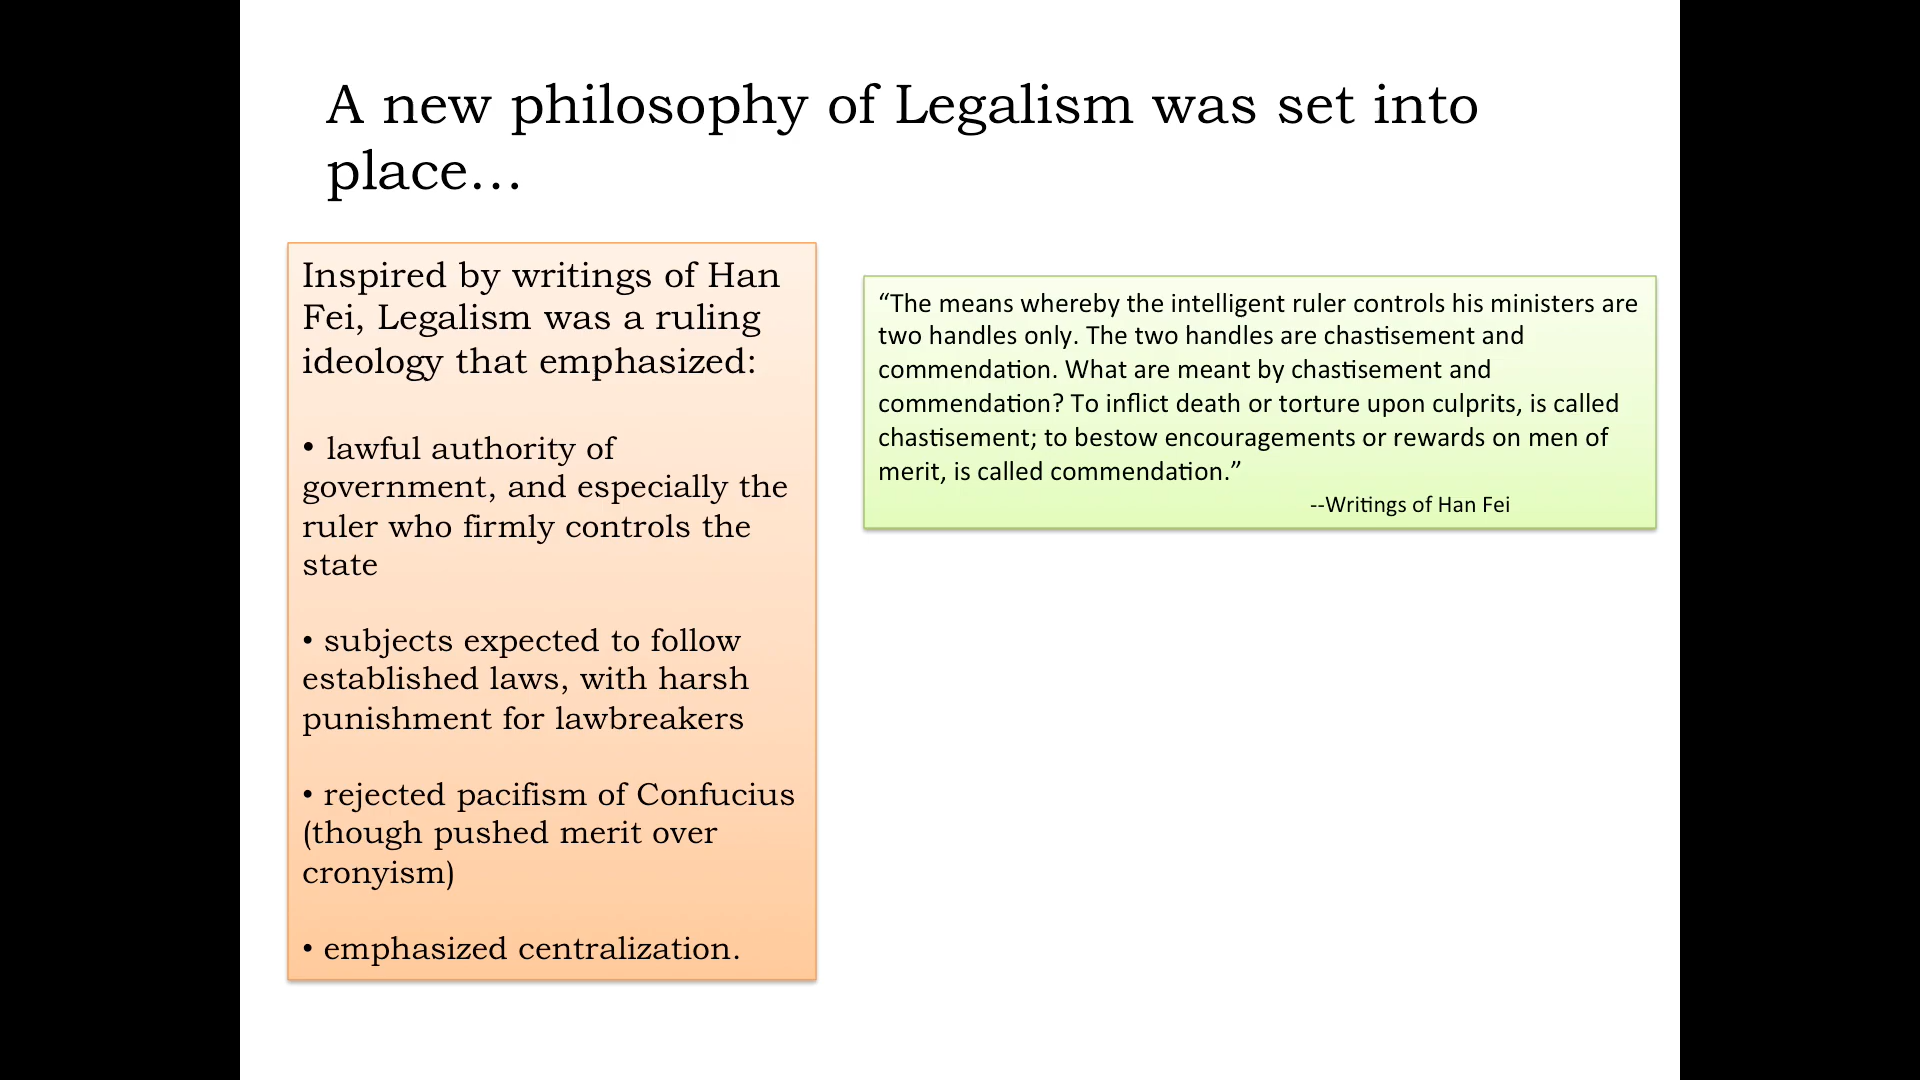 A new philosophy of Legalism was set into
place…
Inspired by writings of Han
Fei, Legalism was a ruling
ideology that emphasized:
• lawful authority of
government, and especially the
ruler who firmly controls the
state
• subjects expected to follow
established laws, with harsh
punishment for lawbreakers
• rejected pacifism of Confucius
(though pushed merit over
cronyism)
• emphasized centralization.
“The means whereby the intelligent ruler controls his ministers are
two handles only. The two handles are chastisement and
commendation. What are meant by chastisement and
commendation? To inflict death or torture upon culprits, is called
chastisement; to bestow encouragements or rewards on men of
merit, is called commendation.”
--Writings of Han Fei